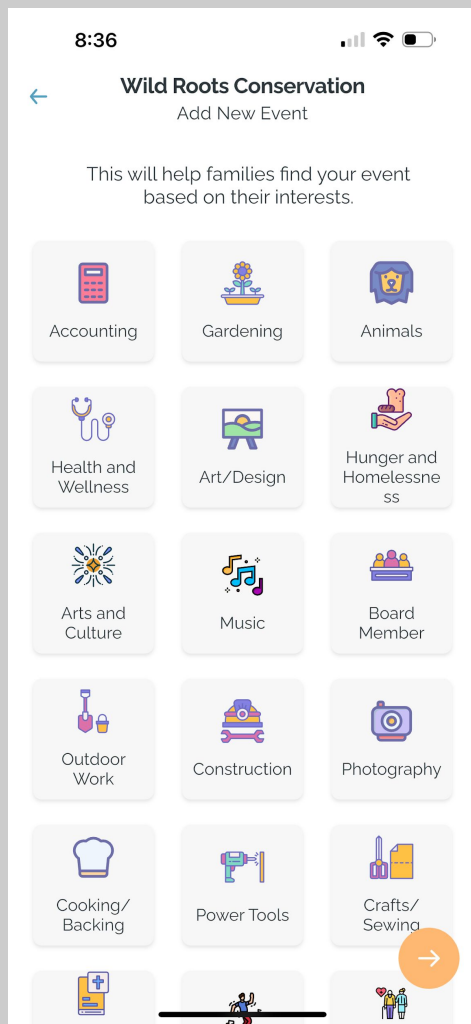 8:36
Wild Roots Conservation
Add New Event
This will help families find your event
based on their interests.
Accounting
Gardening
Animals
Health and
Wellness
Art/Design
Hunger and
Homelessne
ss
Arts and
Culture
Music
Board
Member
Outdoor
Work
Construction
Photography
Cooking/
Backing
Power Tools
Crafts/
Sewing